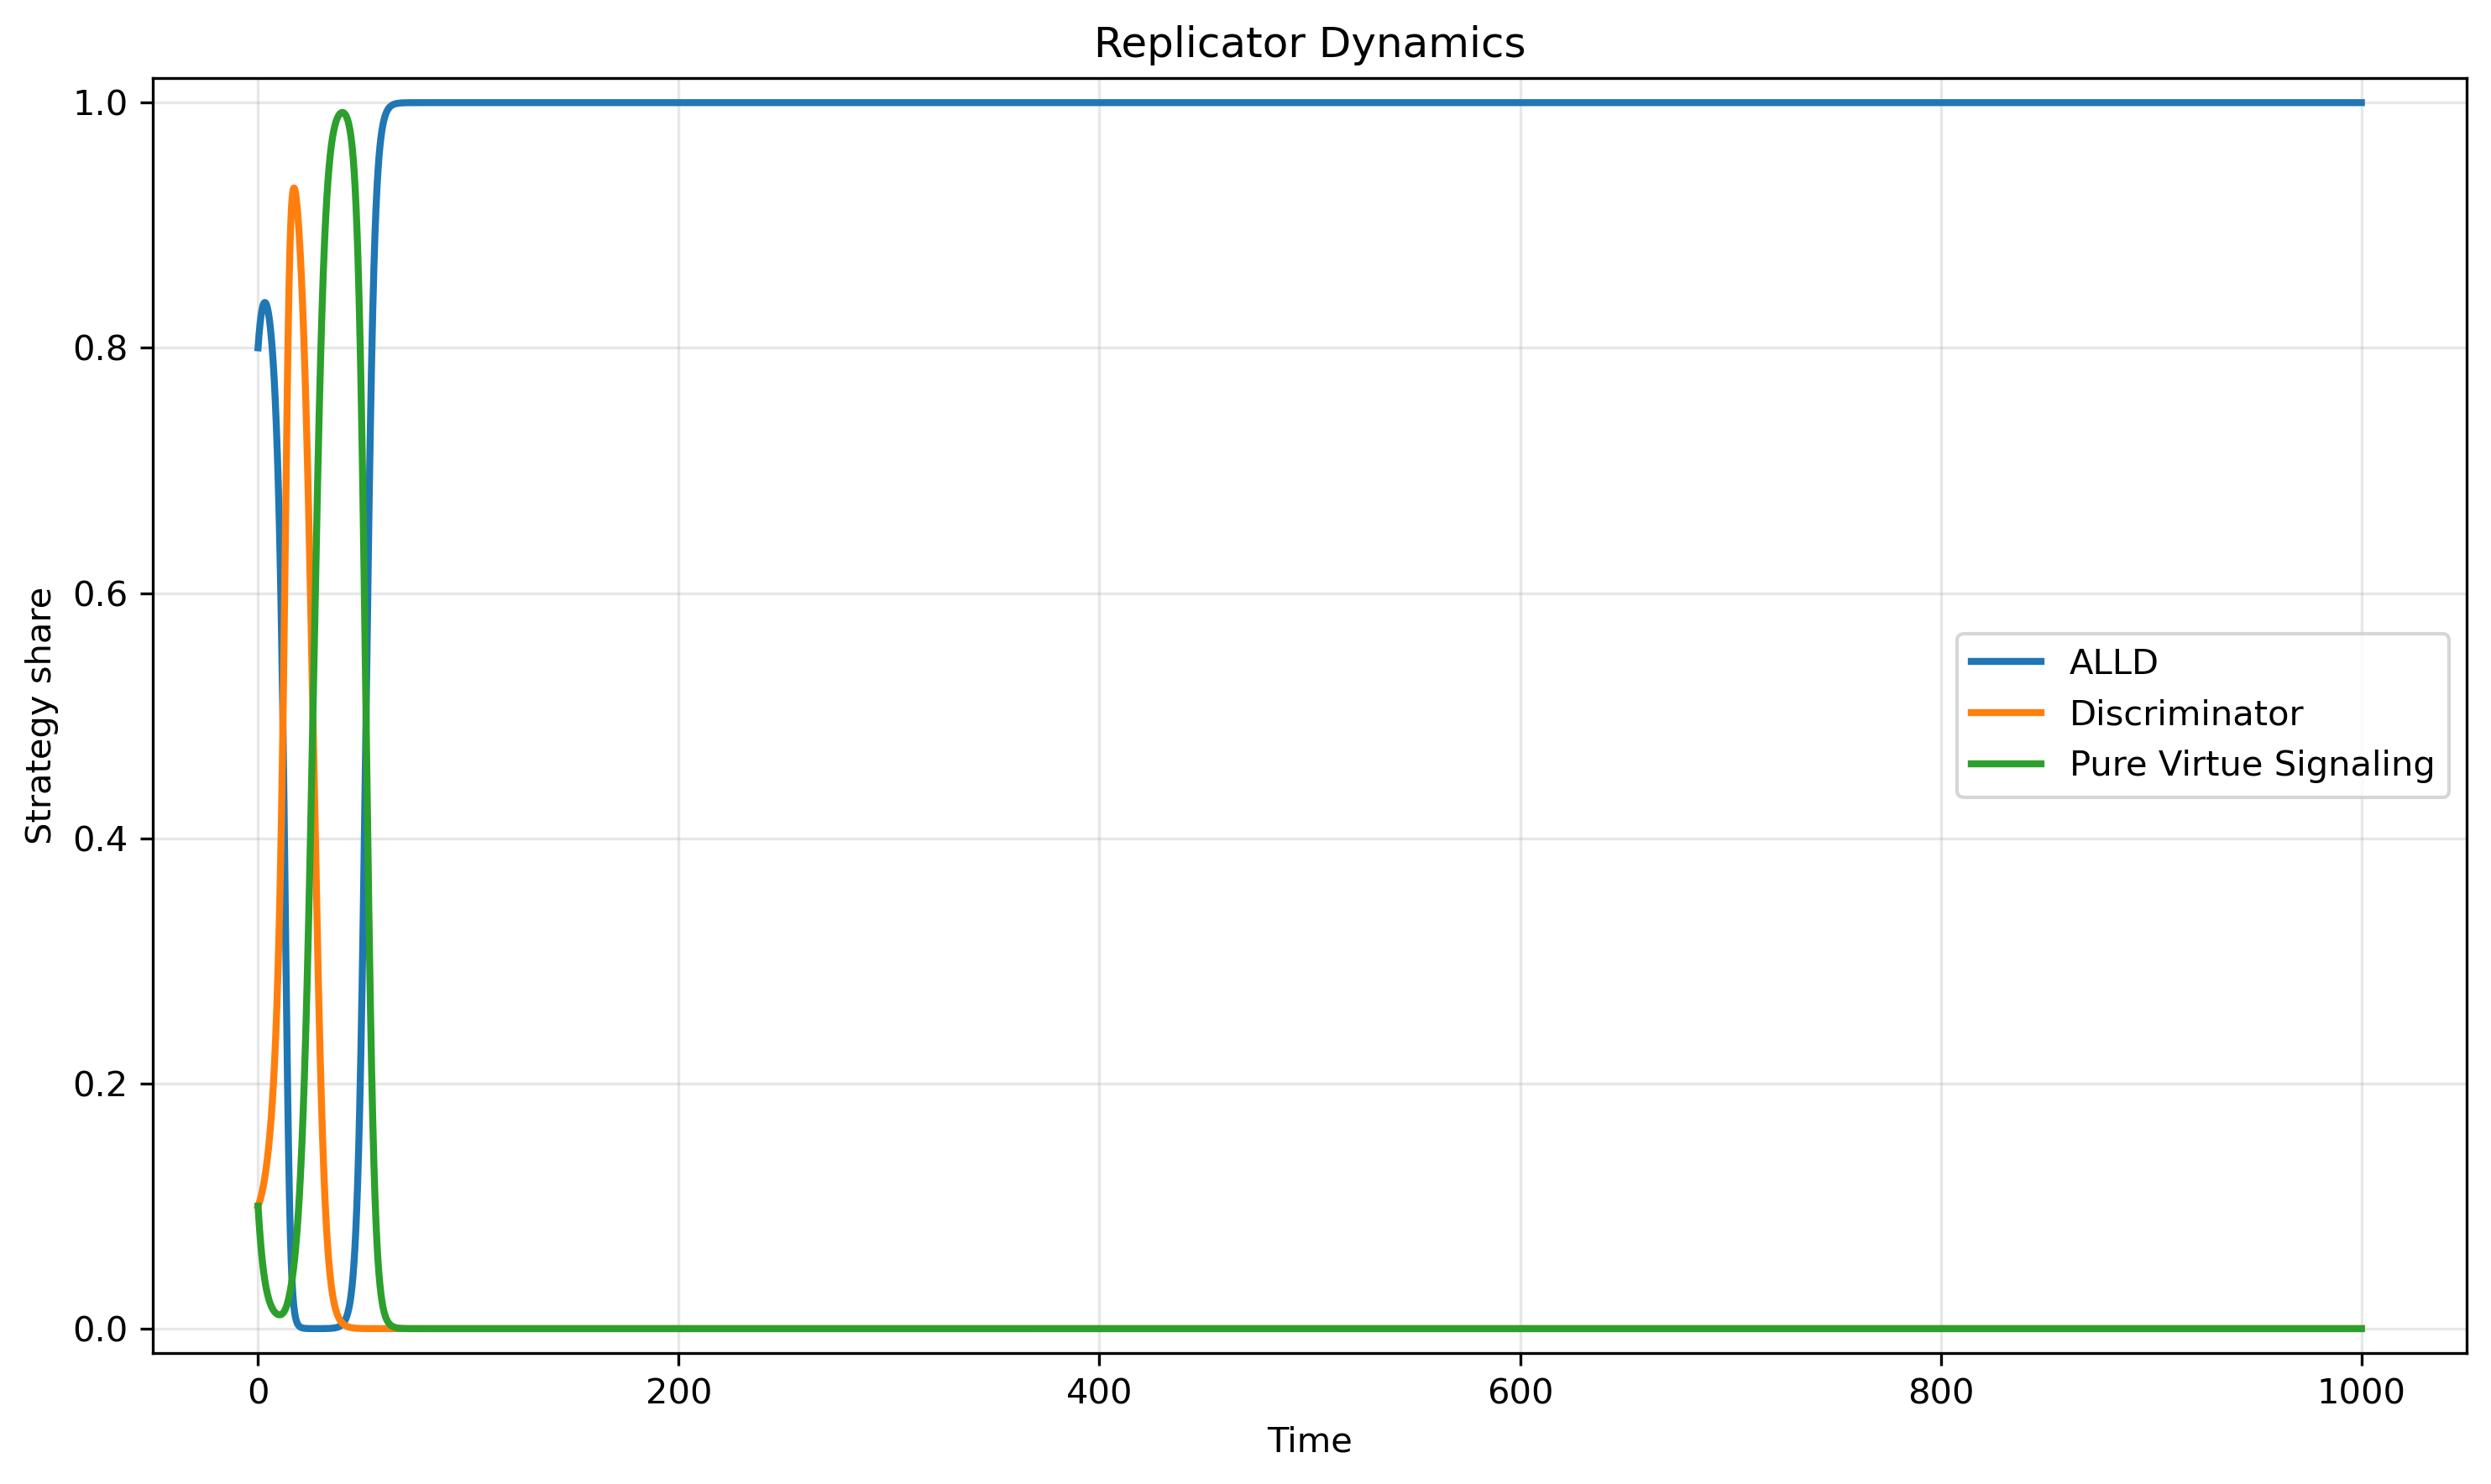 Replicator Dynamics
1.0
0.8
0.6
0.4
0.2
0.0
Strategy share
ALLD
Discriminator
Pure Virtue Signaling
0
200
400
600
800
1000
Time